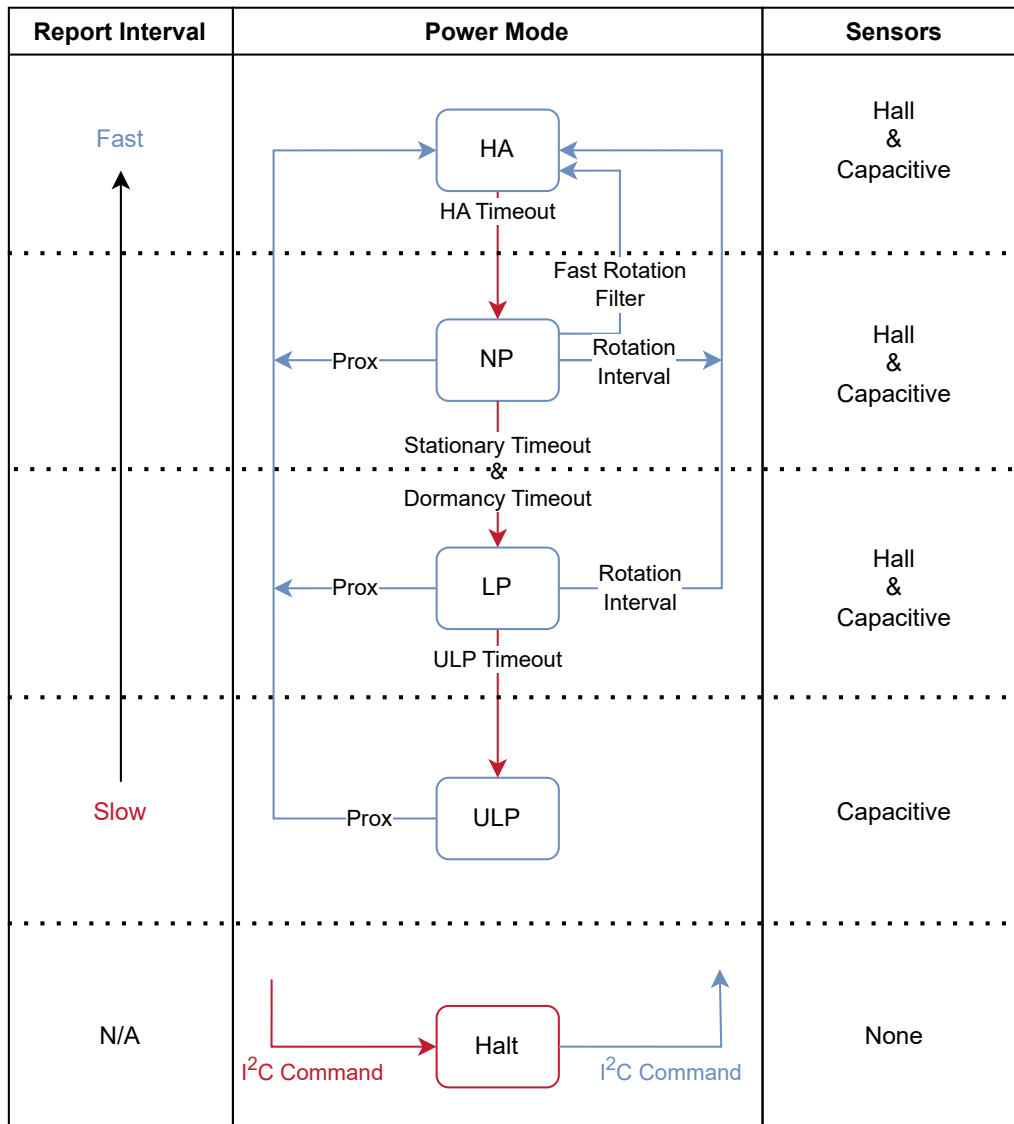 Report Interval
Power Mode
Sensors
Fast
HA
Hall
&
Capacitive
HA Timeout
Fast Rotation
Filter
Prox
NP
Rotation
Interval
Hall
&
Capacitive
Stationary Timeout
&
Dormancy Timeout
Prox
LP
Rotation
Interval
Hall
&
Capacitive
ULP Timeout
Slow
Prox
ULP
Capacitive
N/A
Halt
None
I²C Command
I²C Command